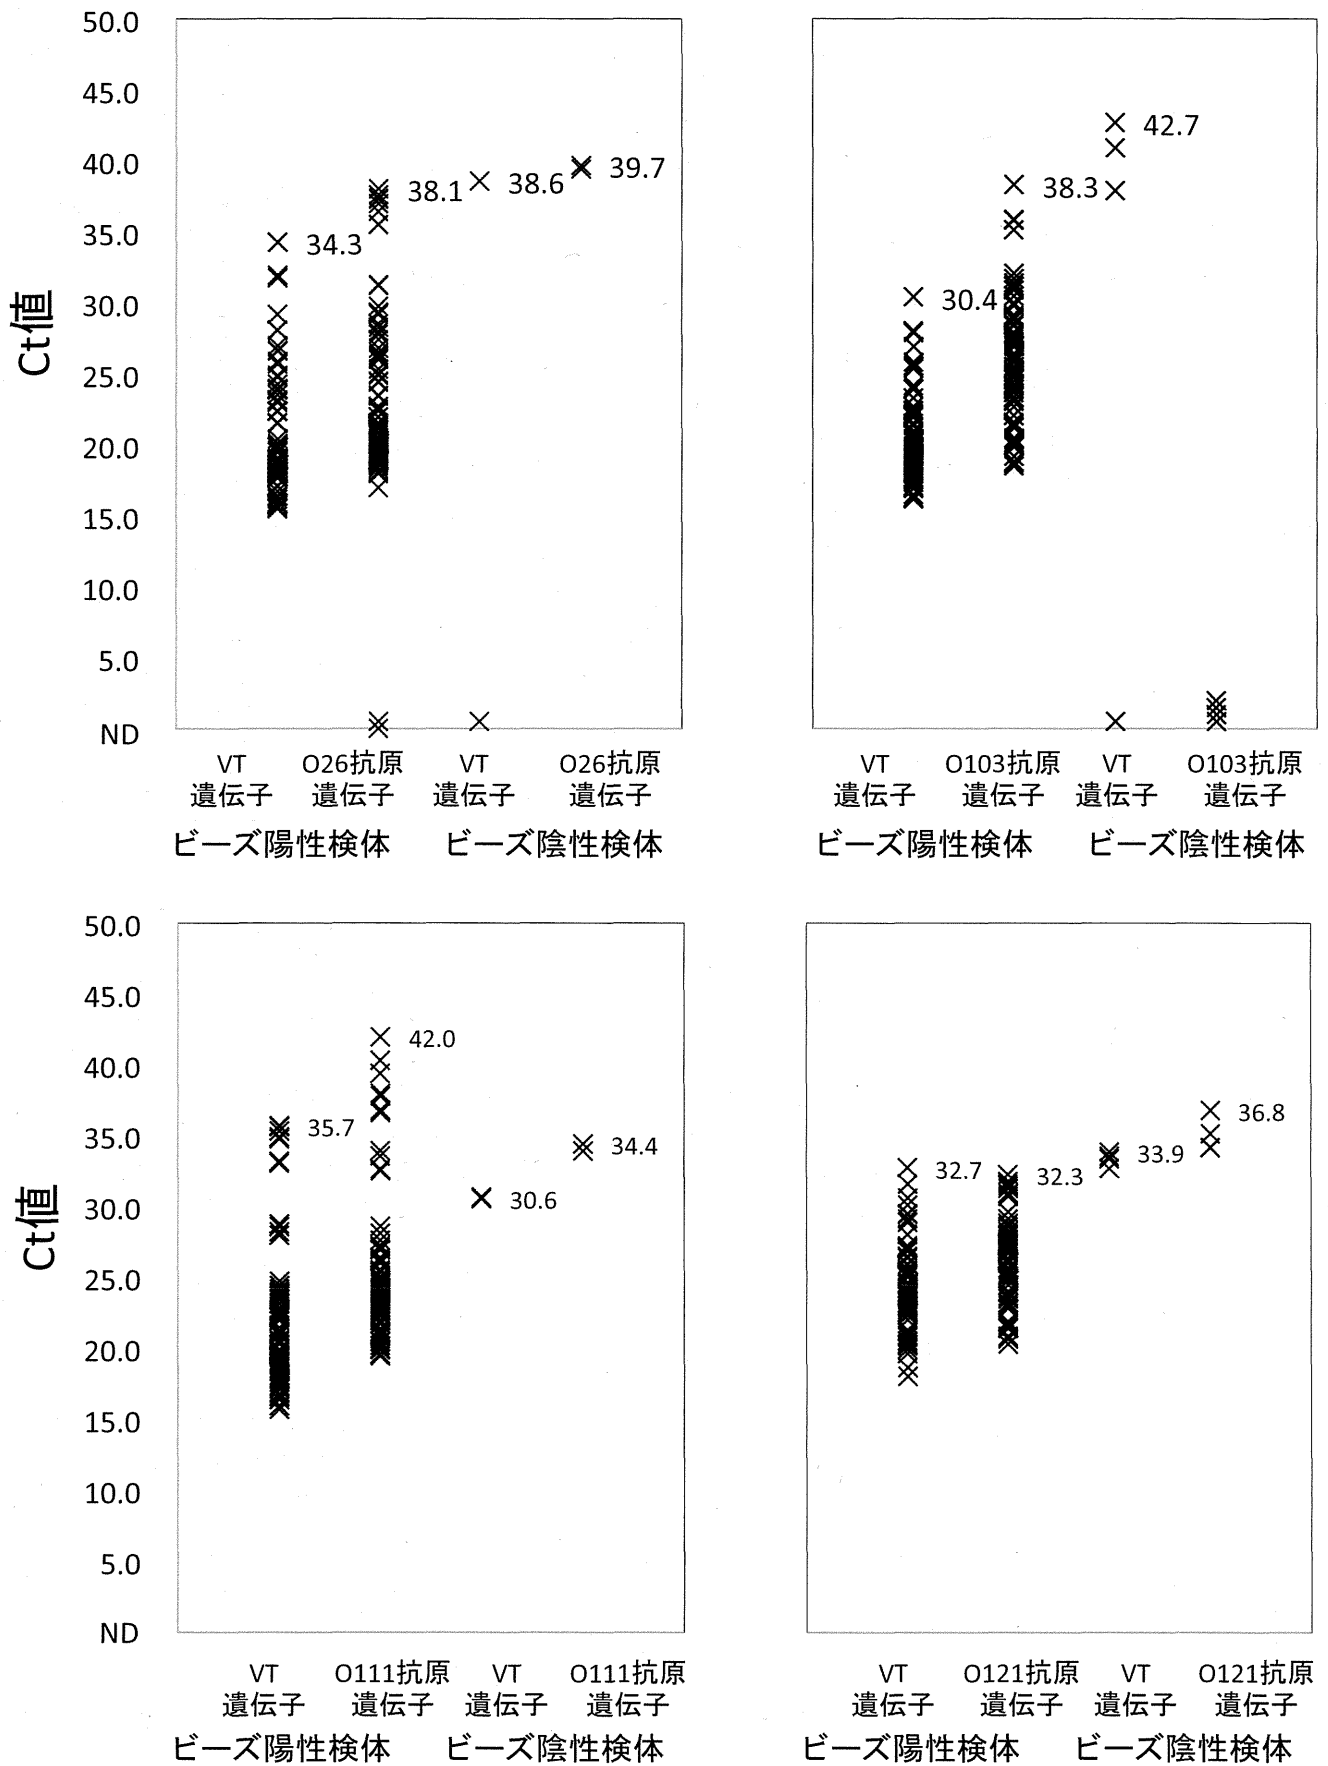 50.0
45.0
40.0
35.0
30.0
25.0
20.0
15.0
10.0
5.0
ND
Ct値
34.3
38.1
38.6
39.7
VT
遺伝子
O26抗原
遺伝子
VT
遺伝子
O26抗原
遺伝子
ビーズ陽性検体
ビーズ陰性検体
30.4
38.3
42.7
VT
遺伝子
O103抗原
遺伝子
VT
遺伝子
O103抗原
遺伝子
ビーズ陽性検体
ビーズ陰性検体
50.0
45.0
40.0
35.0
30.0
25.0
20.0
15.0
10.0
5.0
ND
Ct値
35.7
42.0
30.6
34.4
VT
遺伝子
O111抗原
遺伝子
VT
遺伝子
O111抗原
遺伝子
ビーズ陽性検体
ビーズ陰性検体
32.7
32.3
33.9
36.8
VT
遺伝子
O121抗原
遺伝子
VT
遺伝子
O121抗原
遺伝子
ビーズ陽性検体
ビーズ陰性検体